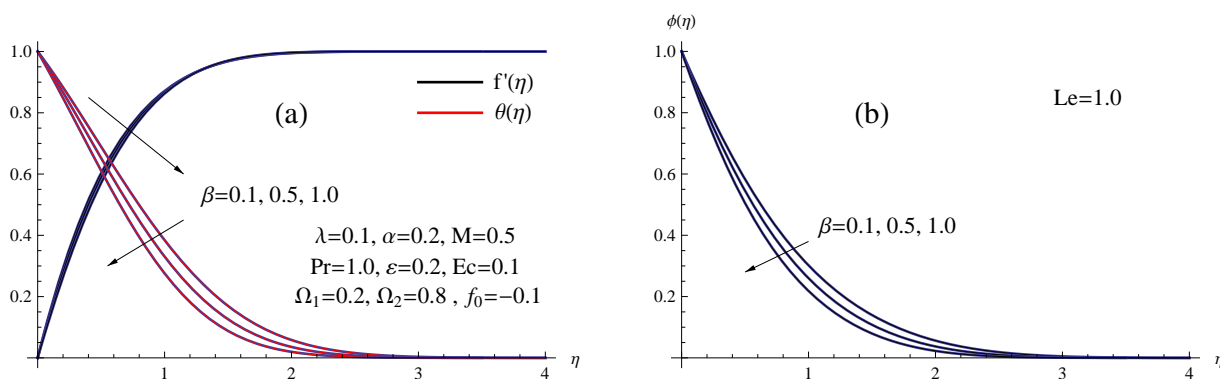 ϕ(η)
1.0
0.8
0.6
0.4
0.2
0
1
2
3
4
η
f'(η)
θ(η)
(a)
β=0.1, 0.5, 1.0
λ=0.1, α=0.2, M=0.5
Pr=1.0, ε=0.2, Ec=0.1
Ω₁=0.2, Ω₂=0.8 , f₀=−0.1
1.0
0.8
0.6
0.4
0.2
0
1
2
3
4
η
(b)
Le=1.0
β=0.1, 0.5, 1.0